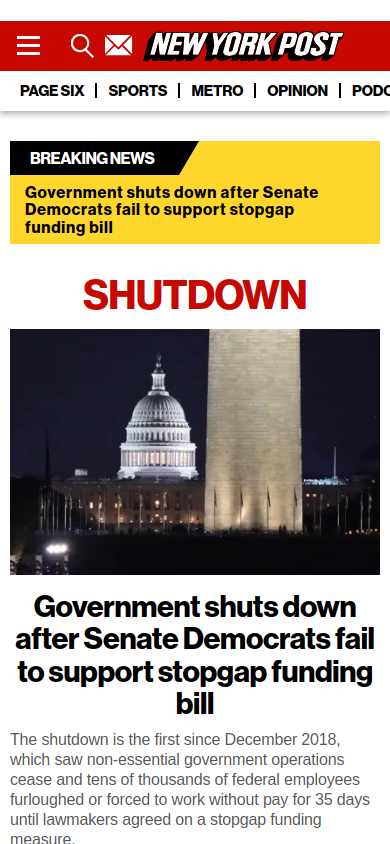 NEW YORK POST
PAGE SIX
SPORTS
METRO
OPINION
PODC
BREAKING NEWS
Government shuts down after Senate
Democrats fail to support stopgap
funding bill
SHUTDOWN
Government shuts down
after Senate Democrats fail
to support stopgap funding
bill
The shutdown is the first since December 2018,
which saw non-essential government operations
cease and tens of thousands of federal employees
furloughed or forced to work without pay for 35 days
until lawmakers agreed on a stopgap funding
measure.